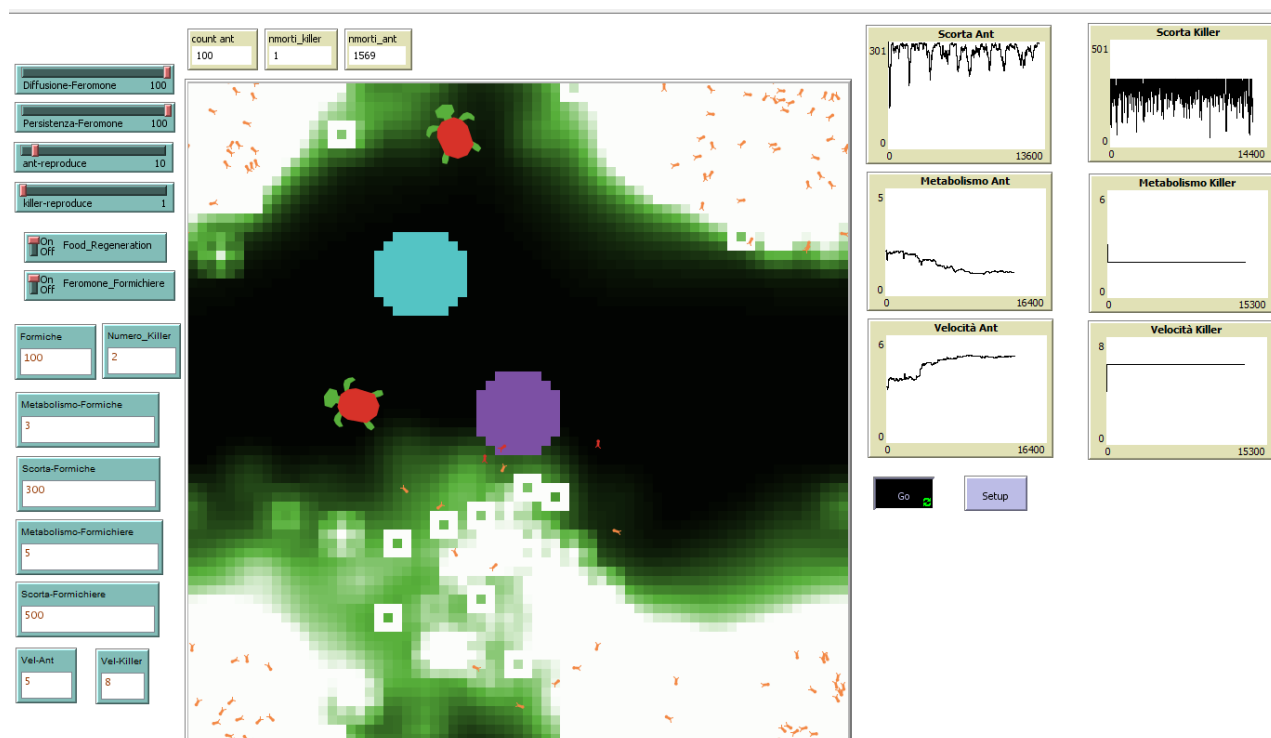 count ant
100
nmorti_killer
1
nmorti_ant
1569
Diffusione-Feromone 100
Persistenza-Feromone 100
ant-reproduce 10
killer-reproduce 1
On
Off
Food_Regeneration
On
Off
Feromone_Formichiere
Formiche
100
Numero_Killer
2
Metabolismo-Formiche
3
Scorta-Formiche
300
Metabolismo-Formichiere
5
Scorta-Formichiere
500
Vel-Ant
5
Vel-Killer
8
Scorta Ant
301
0
0 13600
Scorta Killer
501
0
0 14400
Metabolismo Ant
5
0
0 16400
Metabolismo Killer
6
0
0 15300
Velocità Ant
6
0
0 16400
Velocità Killer
8
0
0 15300
Go
Setup